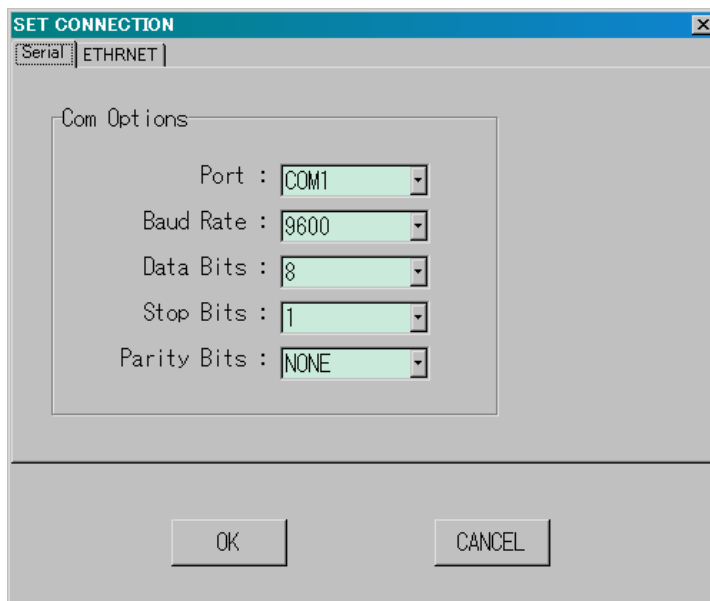 SET CONNECTION
Serial ETHRNET
Com Options
Port : COM1
Baud Rate : 9600
Data Bits : 8
Stop Bits : 1
Parity Bits : NONE
OK CANCEL